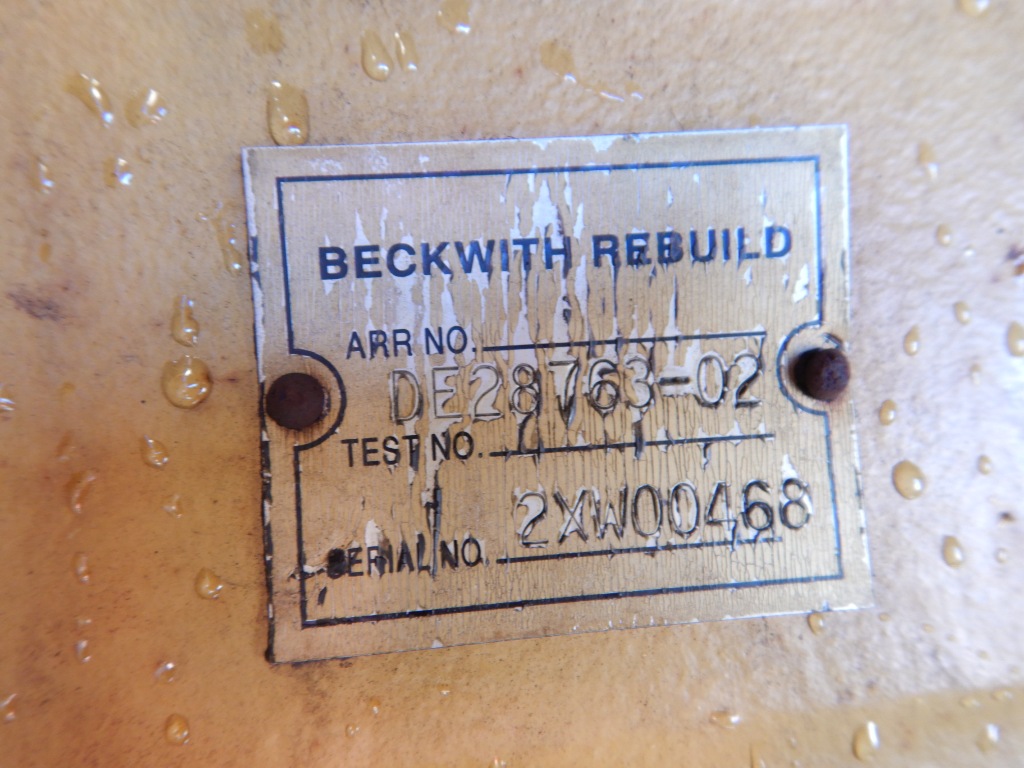 BECKWITH REBUILD
ARR NO.
DE28763-02
TEST NO.
2XW00468
SERIAL NO.